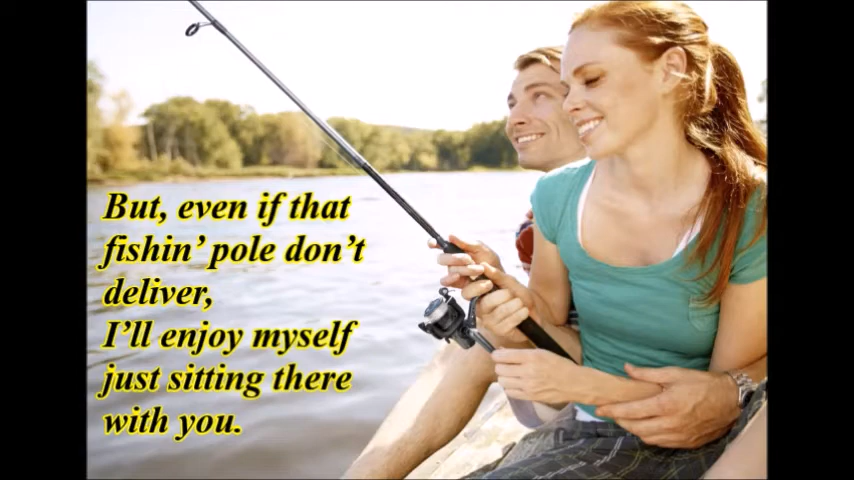 But, even if that
fishin’ pole don’t
deliver,
I’ll enjoy myself
just sitting there
with you.